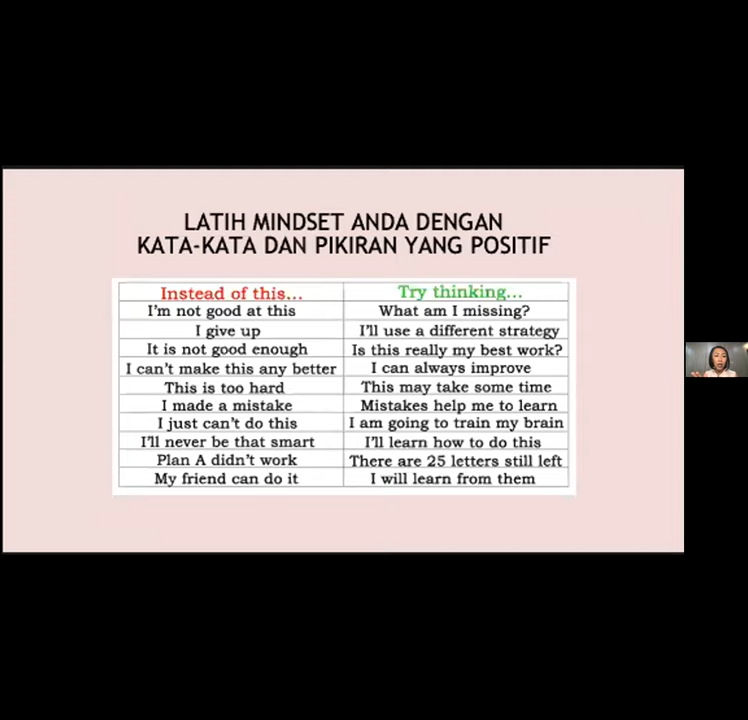 LATIH MINDSET ANDA DENGAN
KATA-KATA DAN PIKIRAN YANG POSITIF
Instead of this... Try thinking...
I'm not good at this What am I missing?
I give up I'll use a different strategy
It is not good enough Is this really my best work?
I can't make this any better I can always improve
This is too hard This may take some time
I made a mistake Mistakes help me to learn
I just can't do this I am going to train my brain
I'll never be that smart I'll learn how to do this
Plan A didn't work There are 25 letters still left
My friend can do it I will learn from them